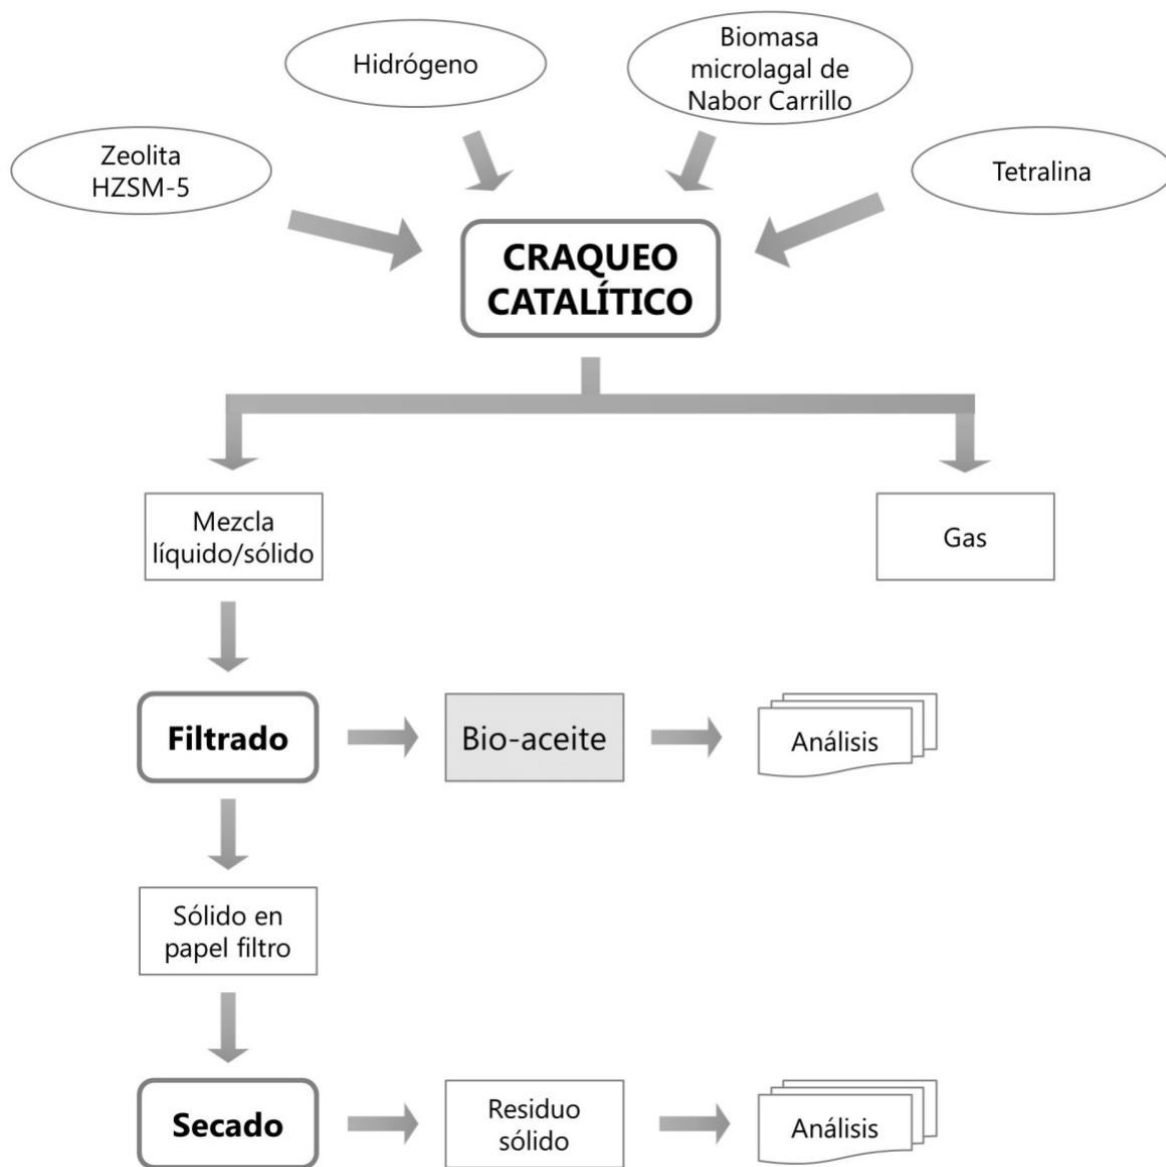 Hidrógeno
Biomasa
microlagal de
Nabor Carrillo
Zeolita
HZSM-5
Tetralina
CRAQUEO
CATALÍTICO
Mezcla
líquido/sólido
Gas
Filtrado
Bio-aceite
Análisis
Sólido en
papel filtro
Secado
Residuo
sólido
Análisis